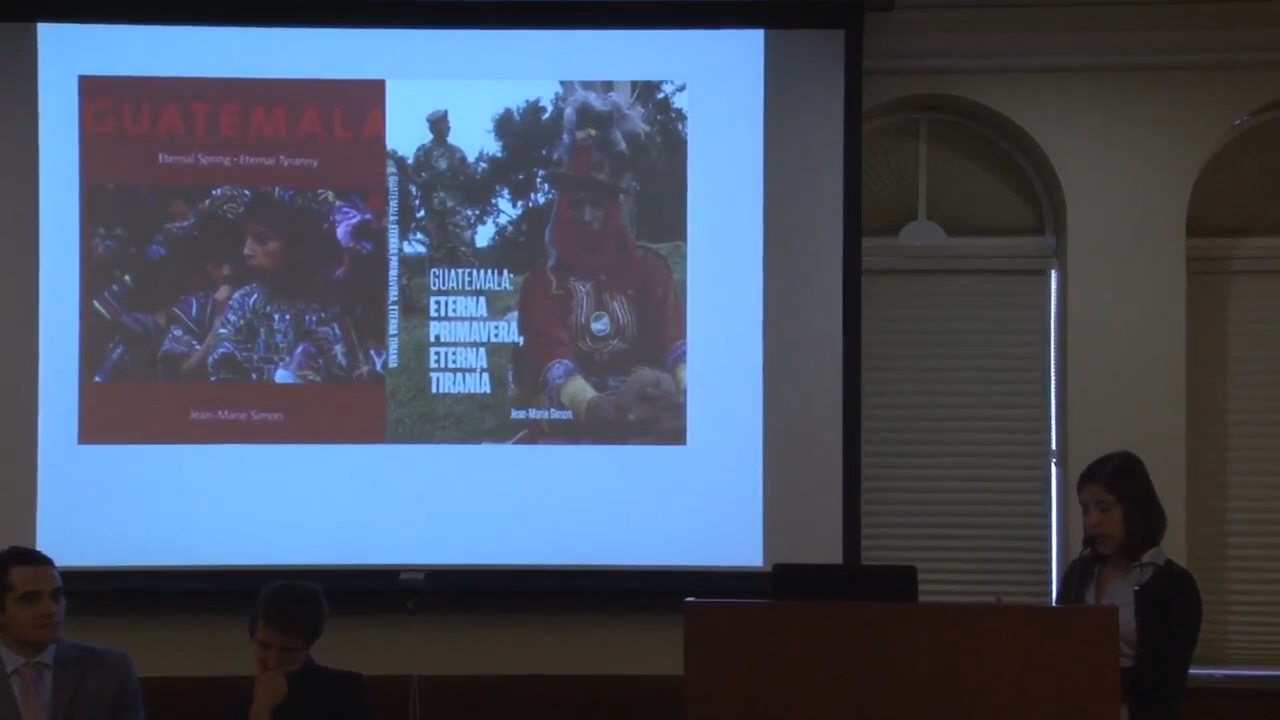 GUATEMALA
Eternal Spring • Eternal Tyranny
Jean-Marie Simon
GUATEMALA: ETERNA PRIMAVERA, ETERNA TIRANÍA
GUATEMALA:
ETERNA
PRIMAVERA,
ETERNA
TIRANÍA
Jean-Marie Simon